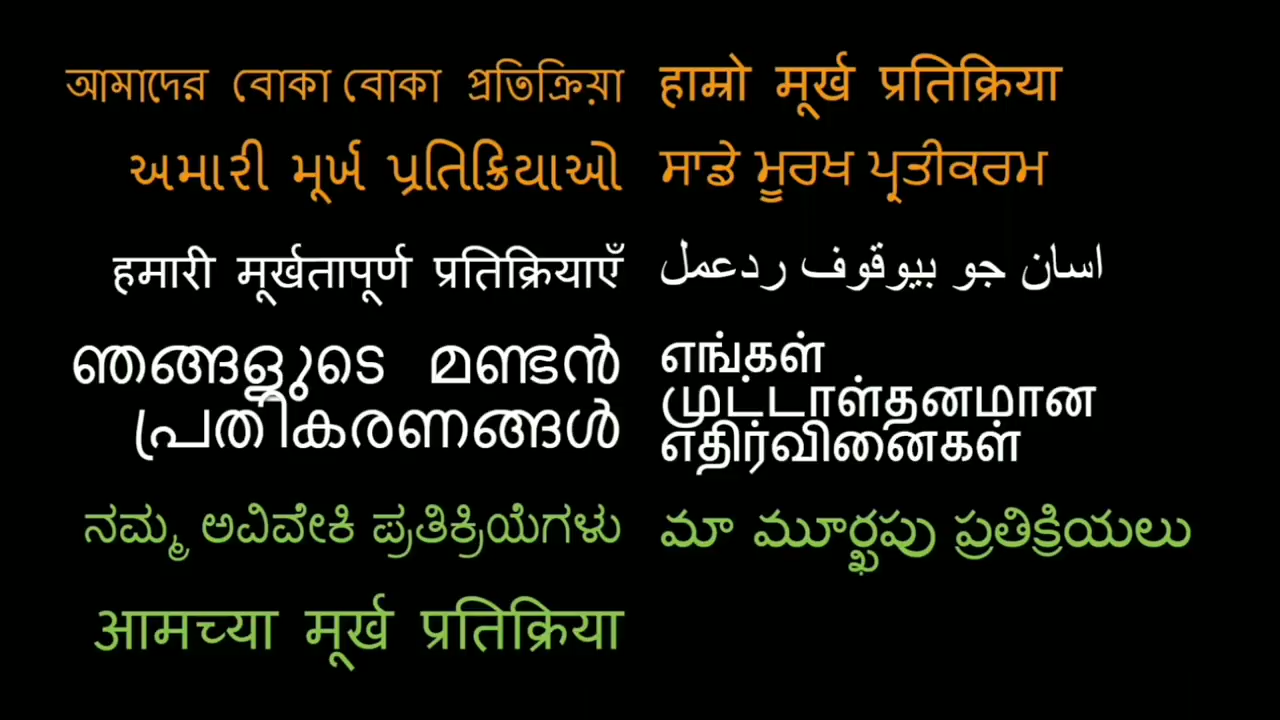 আমাদের বোকা বোকা প্রতিক্রিয়া
हाम्रो मूर्ख प्रतिक्रिया
અમારી મૂર્ખ પ્રતિક્રિયાઓ
ਸਾਡੇ ਮੂਰਖ ਪ੍ਰਤੀਕਰਮ
हमारी मूर्खतापूर्ण प्रतिक्रियाएँ
اسان جو بيوقوف ردعمل
ഞങ്ങളുടെ മണ്ടൻ
പ്രതികരണങ്ങൾ
எங்கள்
முட்டாள்தனமான
எதிர்வினைகள்
ನಮ್ಮ ಅವಿವೇಕಿ ಪ್ರತಿಕ್ರಿಯೆಗಳು
మా మూర్ఖపు ప్రతిక్రియలు
आमच्या मूर्ख प्रतिक्रिया